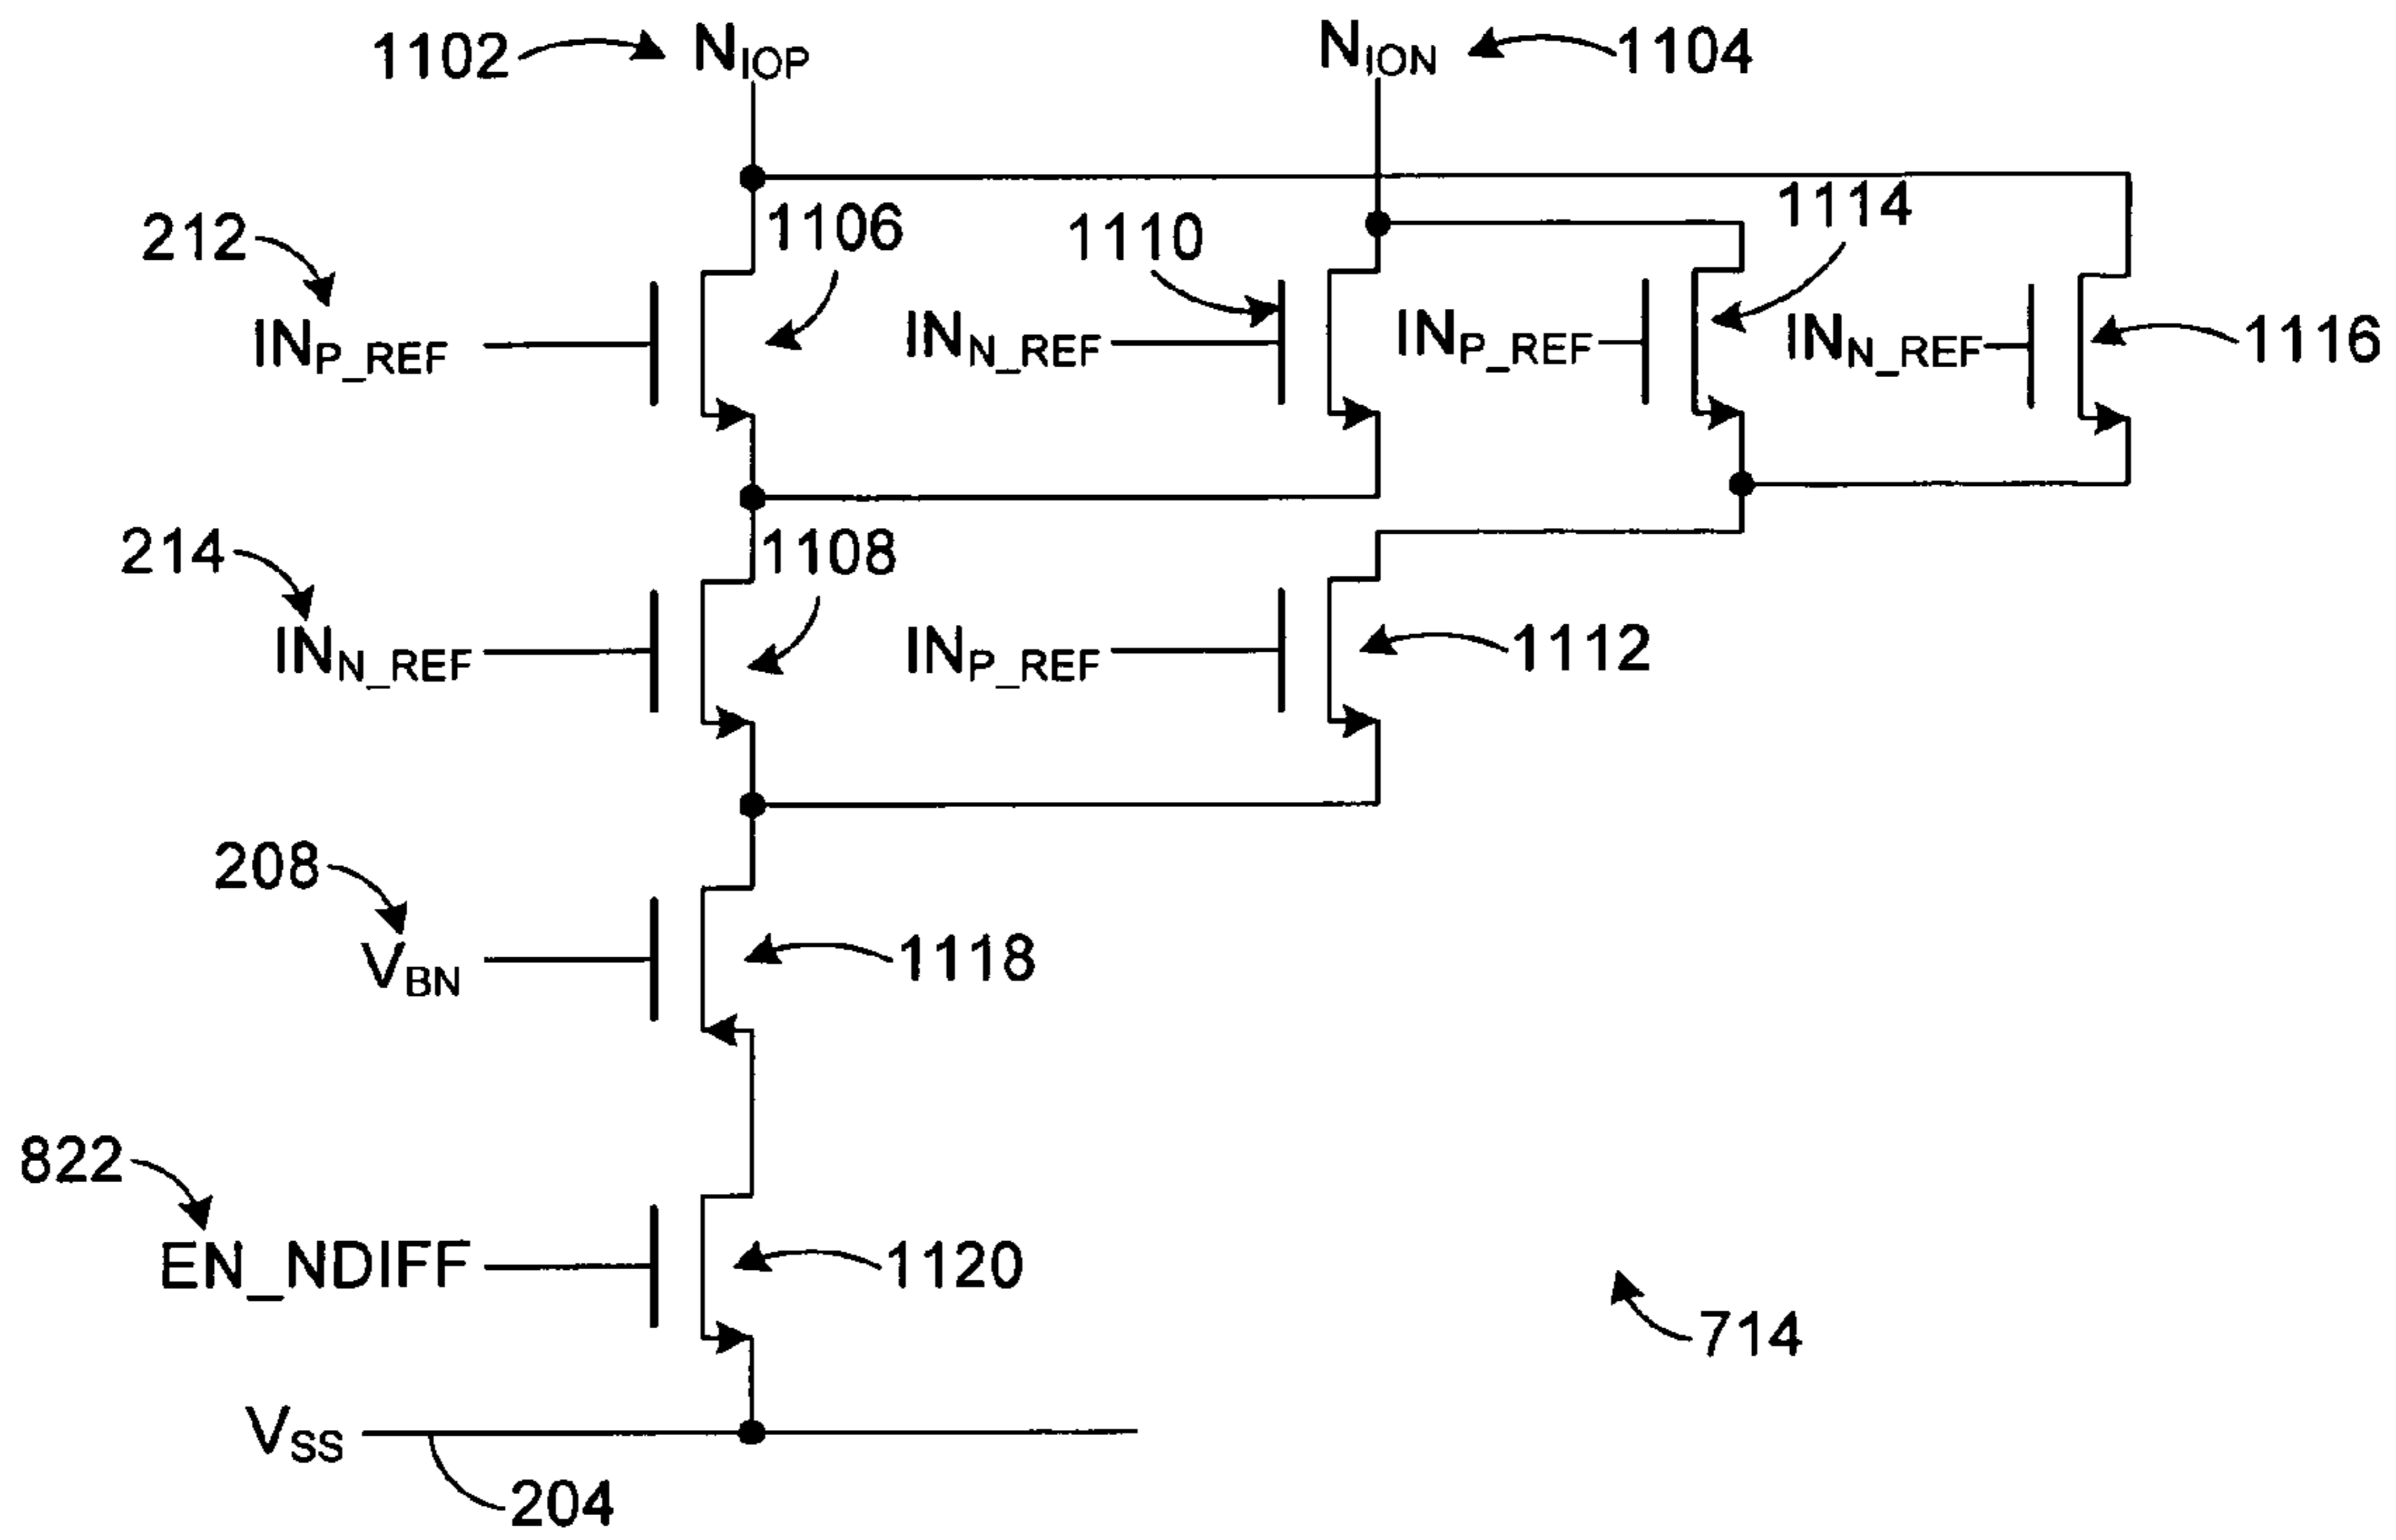 1102 N_IOP N_ION 1104
212 1106 1110 1114
IN_P_REF IN_N_REF IN_P_REF IN_N_REF 1116
214 1108
IN_N_REF IN_P_REF 1112
208
V_BN 1118
822
EN_NDIFF 1120
714
V_SS
204